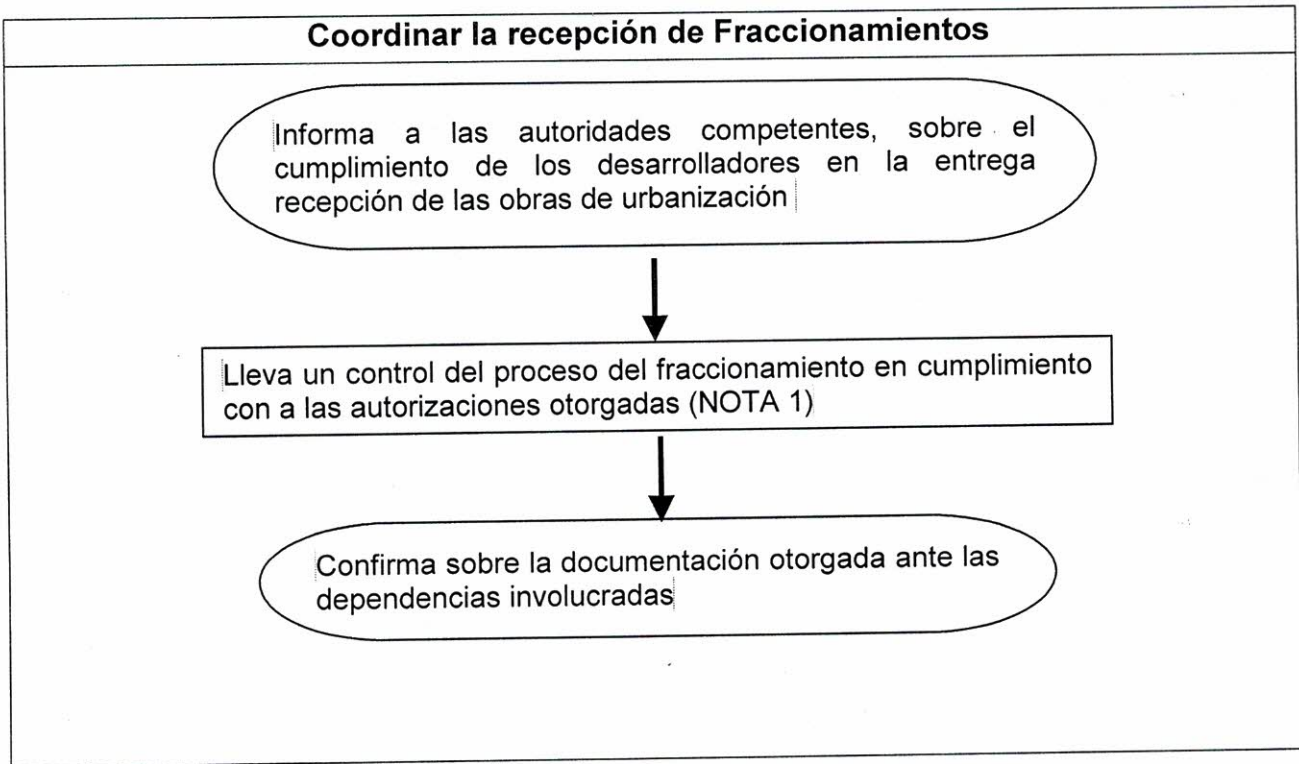 Coordinar la recepción de Fraccionamientos
Informa a las autoridades competentes, sobre el
cumplimiento de los desarrolladores en la entrega
recepción de las obras de urbanización
Lleva un control del proceso del fraccionamiento en cumplimiento
con a las autorizaciones otorgadas (NOTA 1)
Confirma sobre la documentación otorgada ante las
dependencias involucradas